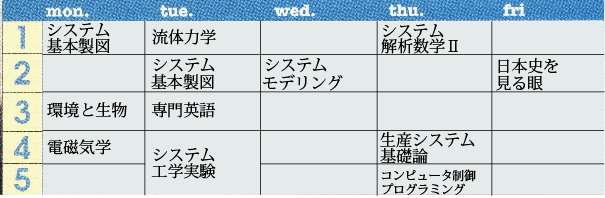 mon. tue. wed. thu. fri
1 システム 流体力学 システム
基本製図 解析数学Ⅱ
2 システム システム 日本史を
基本製図 モデリング 見る眼
3 環境と生物 専門英語
4 電磁気学 システム 生産システム
工学実験 基礎論
5 コンピュータ制御
プログラミング